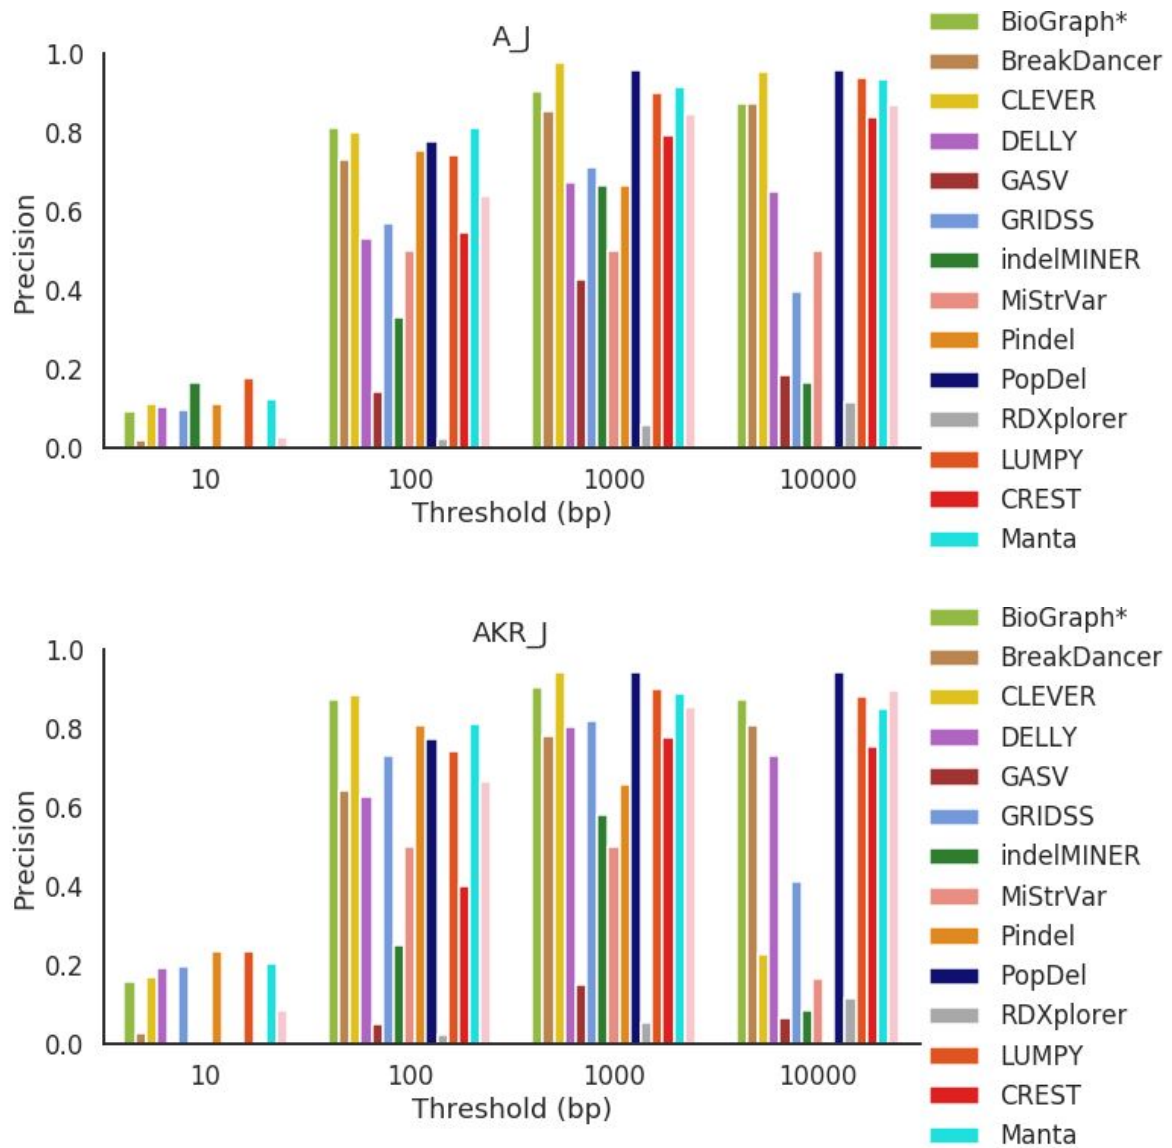 A_J
Precision
1.0
0.8
0.6
0.4
0.2
0.0
10
100
1000
10000
Threshold (bp)
BioGraph*
BreakDancer
CLEVER
DELLY
GASV
GRIDSS
indelMINER
MiStrVar
Pindel
PopDel
RDXplorer
LUMPY
CREST
Manta
AKR_J
Precision
1.0
0.8
0.6
0.4
0.2
0.0
10
100
1000
10000
Threshold (bp)
BioGraph*
BreakDancer
CLEVER
DELLY
GASV
GRIDSS
indelMINER
MiStrVar
Pindel
PopDel
RDXplorer
LUMPY
CREST
Manta